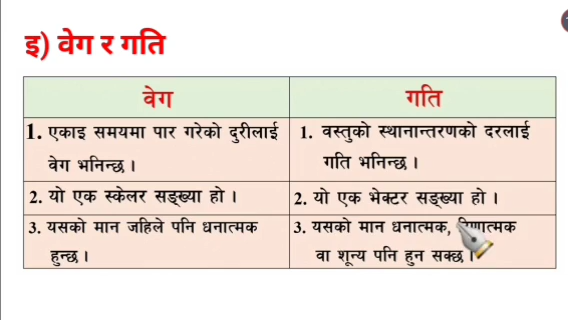 इ) वेग र गति
वेग
गति
1. एकाइ समयमा पार गरेको दुरीलाई
वेग भनिन्छ ।
1. वस्तुको स्थानान्तरणको दरलाई
गति भनिन्छ ।
2. यो एक स्केलर सङ्ख्या हो ।
2. यो एक भेक्टर सङ्ख्या हो ।
3. यसको मान जहिले पनि धनात्मक
हुन्छ ।
3. यसको मान धनात्मक,
वा शून्य पनि हुन सक्छ ।